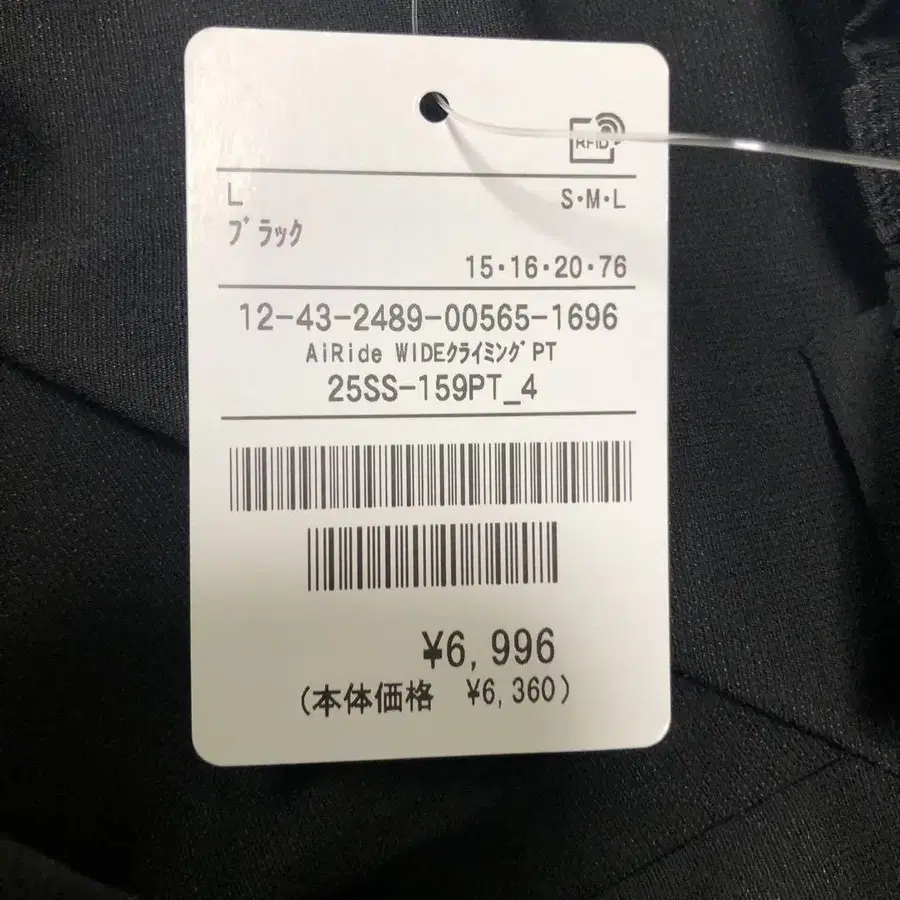 RFID
L
S・M・L
ブラック
15・16・20・76
12-43-2489-00565-1696
AiRide WIDEクライミングPT
25SS-159PT_4
¥6,996
(本体価格 ¥6,360)